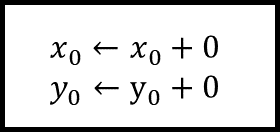 x₀ ← x₀ + 0
y₀ ← y₀ + 0